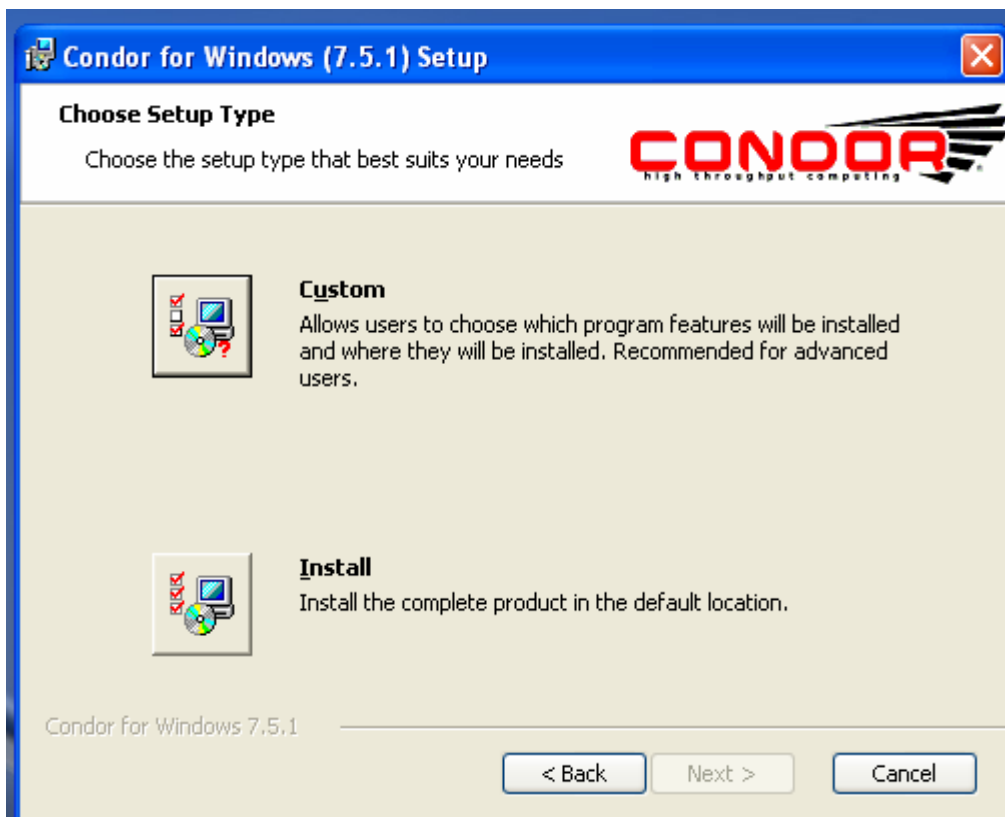 Condor for Windows (7.5.1) Setup
Choose Setup Type
Choose the setup type that best suits your needs
CONDOR
high throughput computing
Custom
Allows users to choose which program features will be installed
and where they will be installed. Recommended for advanced
users.
Install
Install the complete product in the default location.
Condor for Windows 7.5.1
< Back
Next >
Cancel